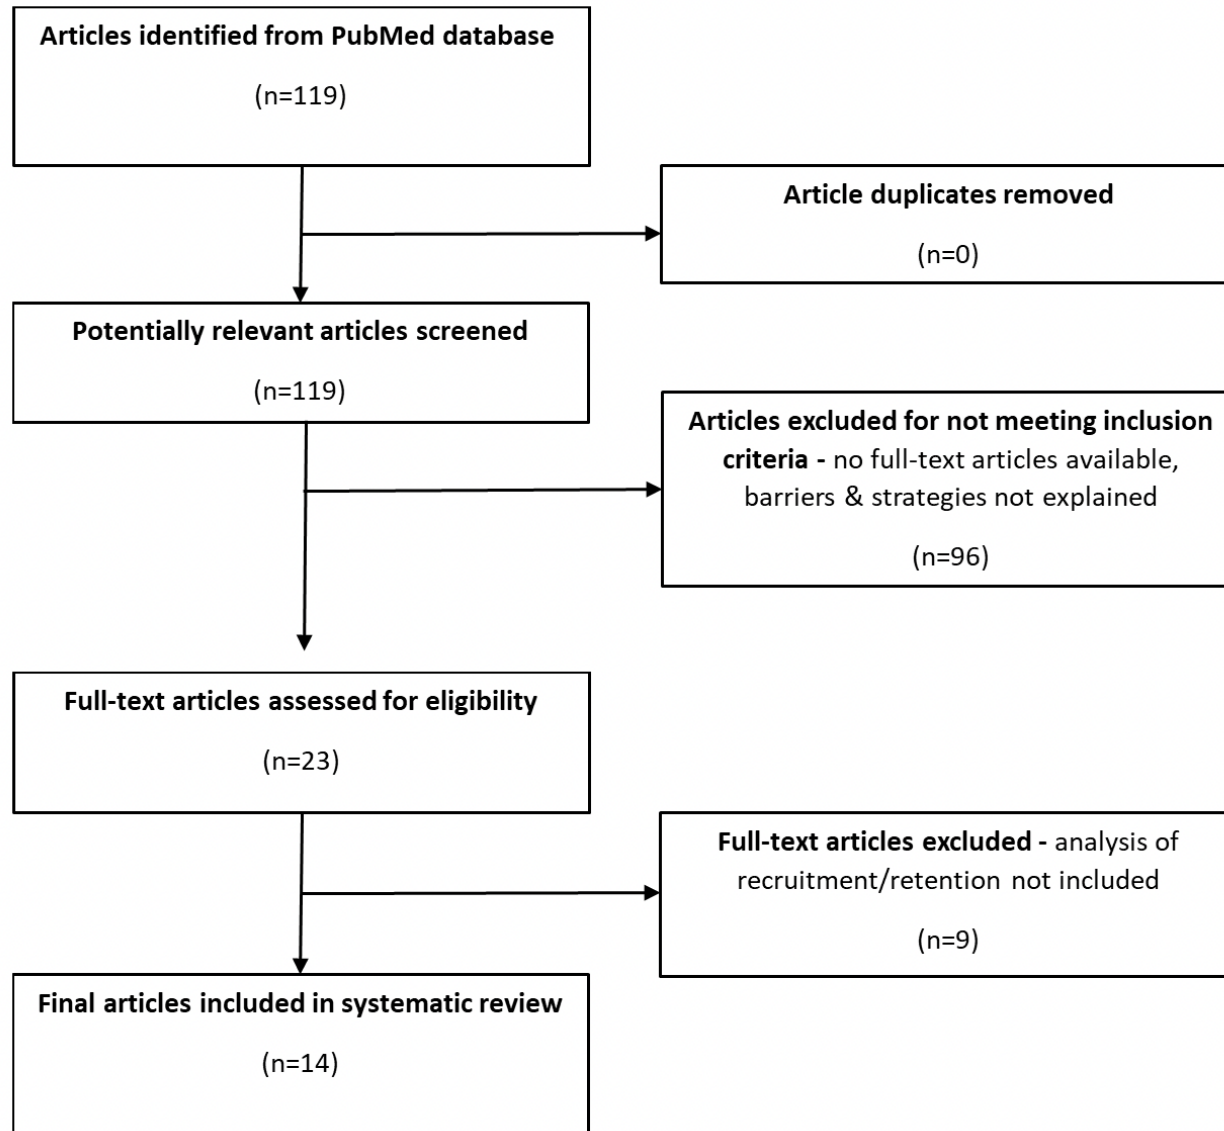 Articles identified from PubMed database
(n=119)
Article duplicates removed
(n=0)
Potentially relevant articles screened
(n=119)
Articles excluded for not meeting inclusion
criteria - no full-text articles available,
barriers & strategies not explained
(n=96)
Full-text articles assessed for eligibility
(n=23)
Full-text articles excluded - analysis of
recruitment/retention not included
(n=9)
Final articles included in systematic review
(n=14)